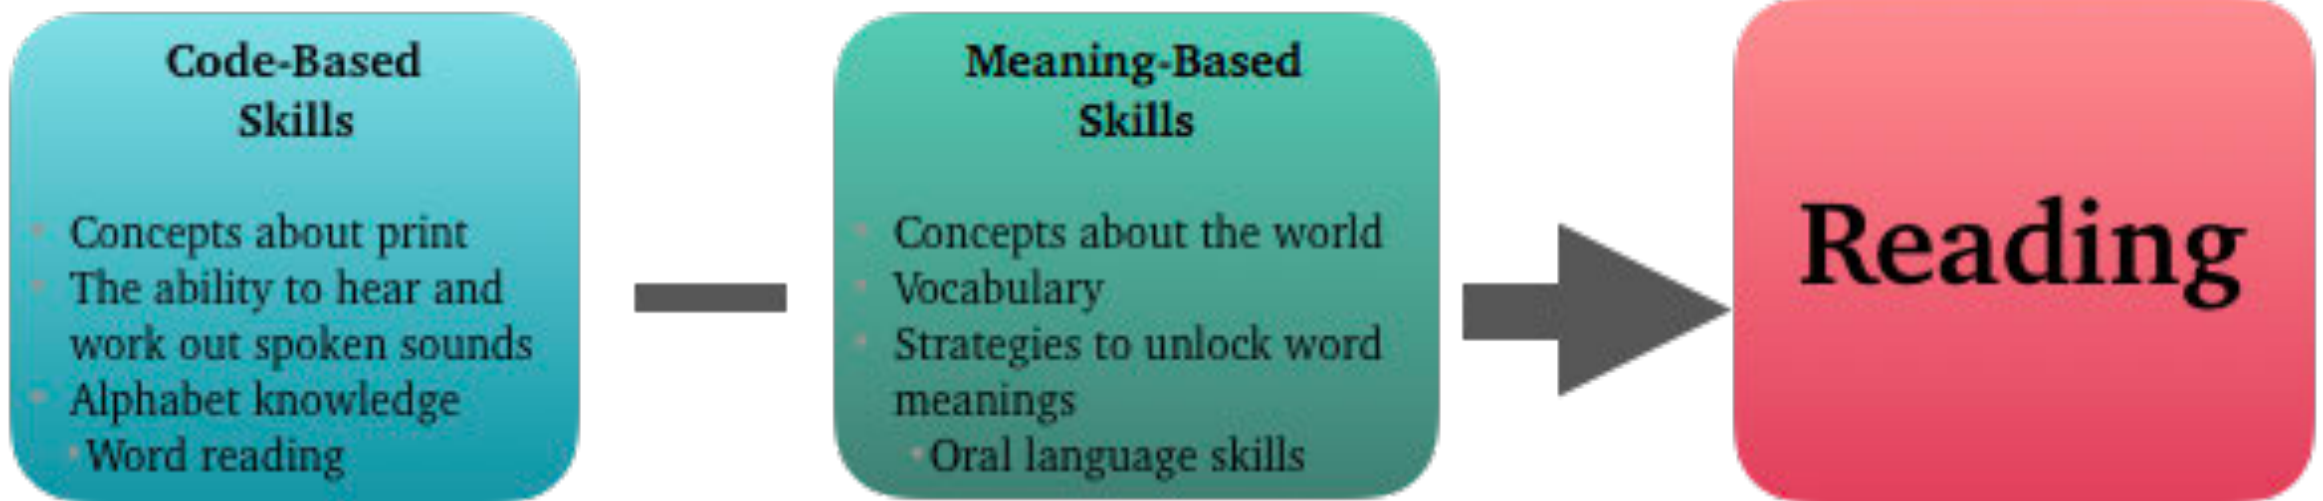 Code-Based
Skills
Concepts about print
The ability to hear and
work out spoken sounds
Alphabet knowledge
Word reading
Meaning-Based
Skills
Concepts about the world
Vocabulary
Strategies to unlock word
meanings
Oral language skills
Reading